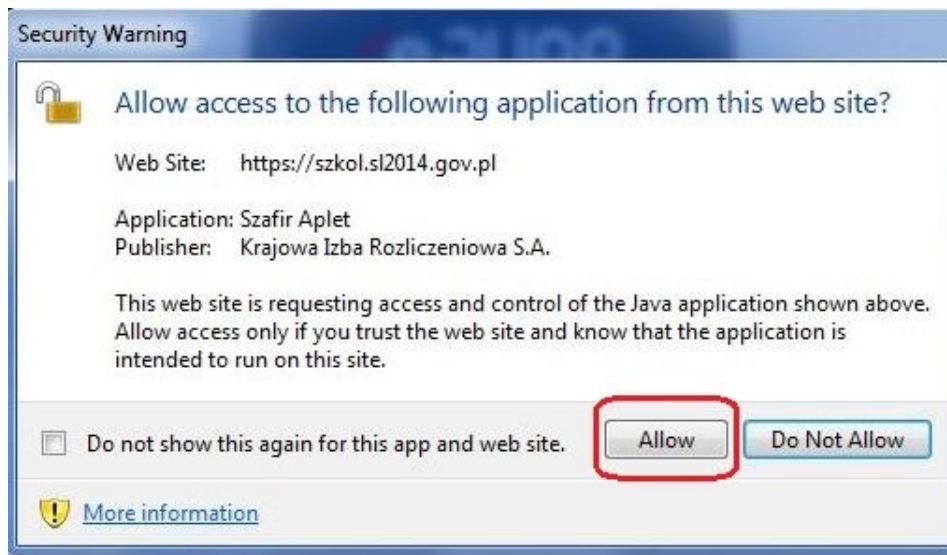 Security Warning
Allow access to the following application from this web site?
Web Site: https://szkol.sl2014.gov.pl
Application: Szafir Aplet
Publisher: Krajowa Izba Rozliczeniowa S.A.
This web site is requesting access and control of the Java application shown above.
Allow access only if you trust the web site and know that the application is
intended to run on this site.
Do not show this again for this app and web site.
Allow
Do Not Allow
More information